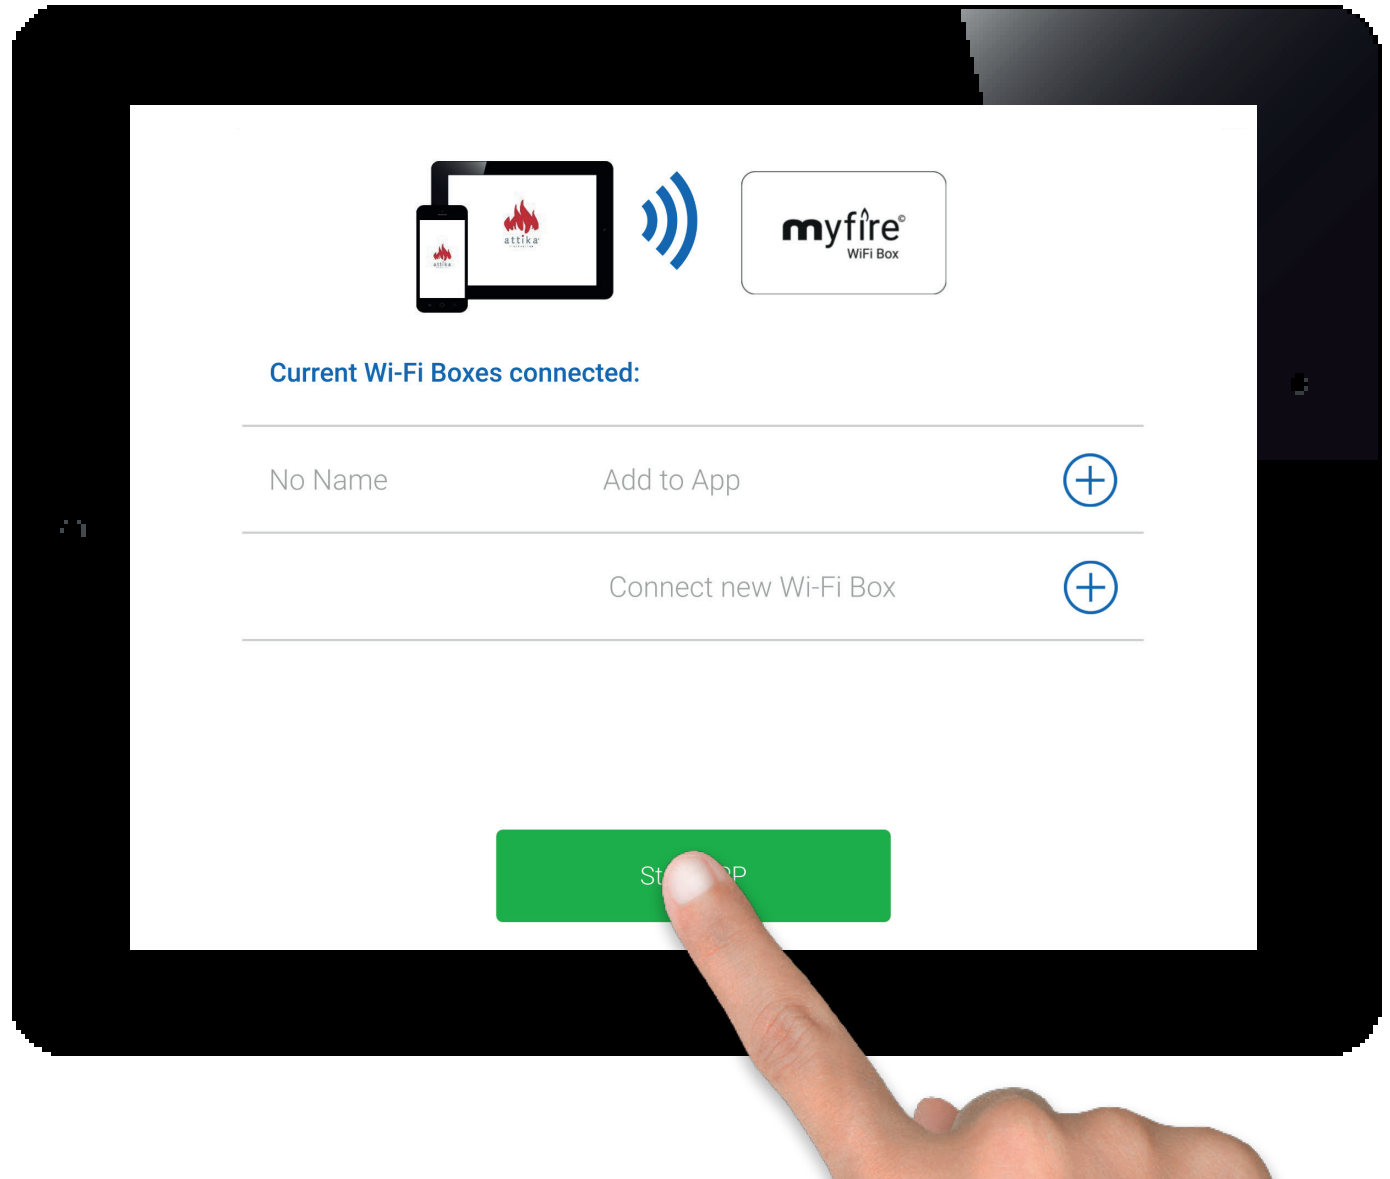 attika
attika
myfire©
WiFi Box
Current Wi-Fi Boxes connected:
No Name Add to App
Connect new Wi-Fi Box